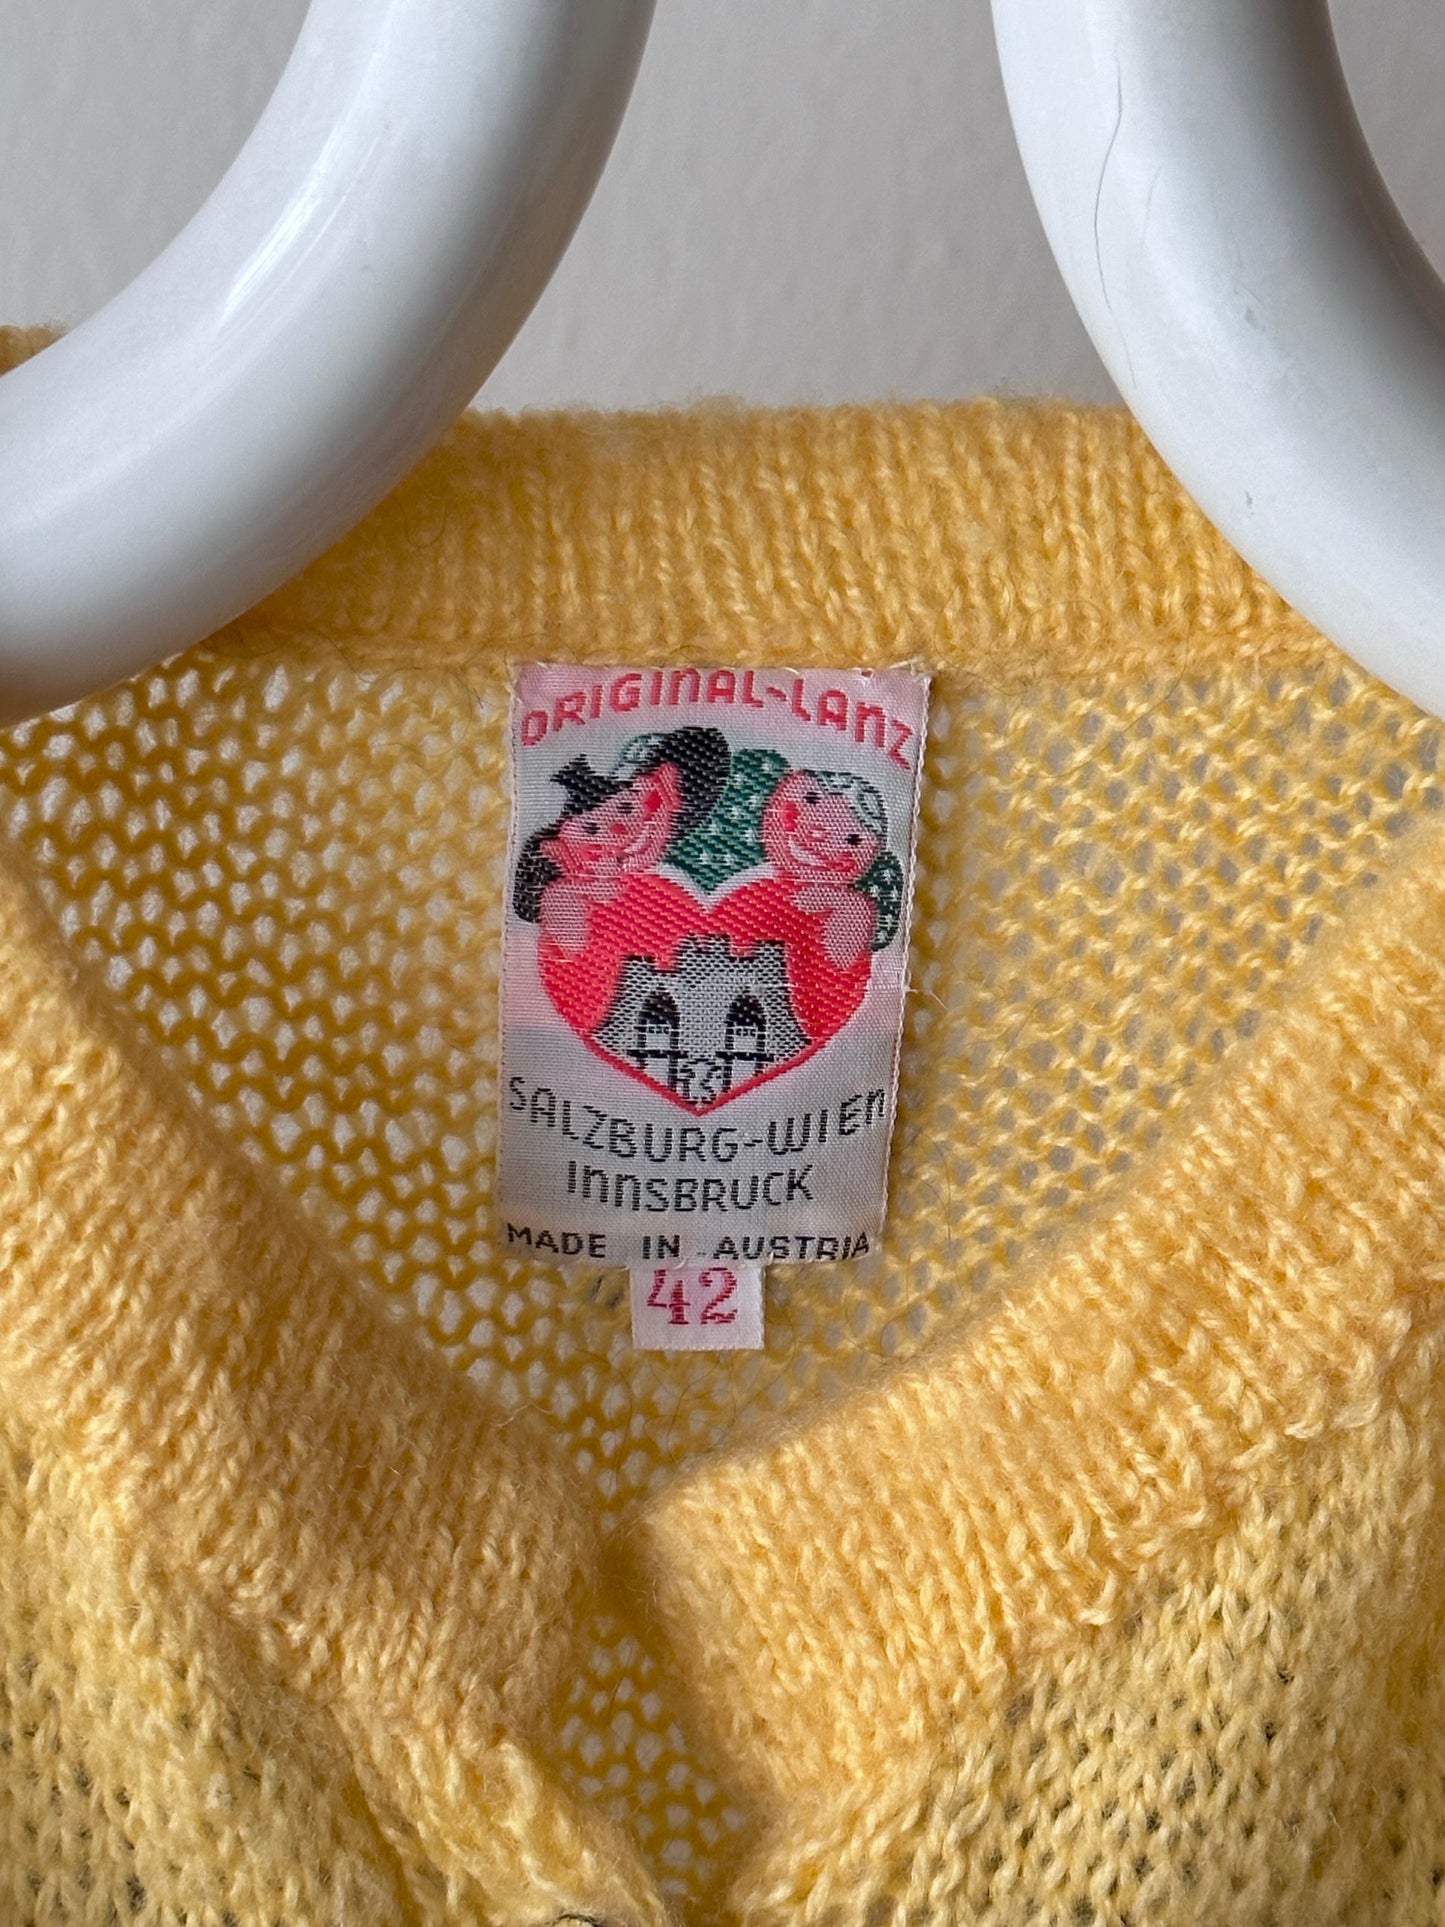 ORIGINAL-LANZ
SALZBURG-WIEN
INNSBRUCK
MADE IN AUSTRIA
42